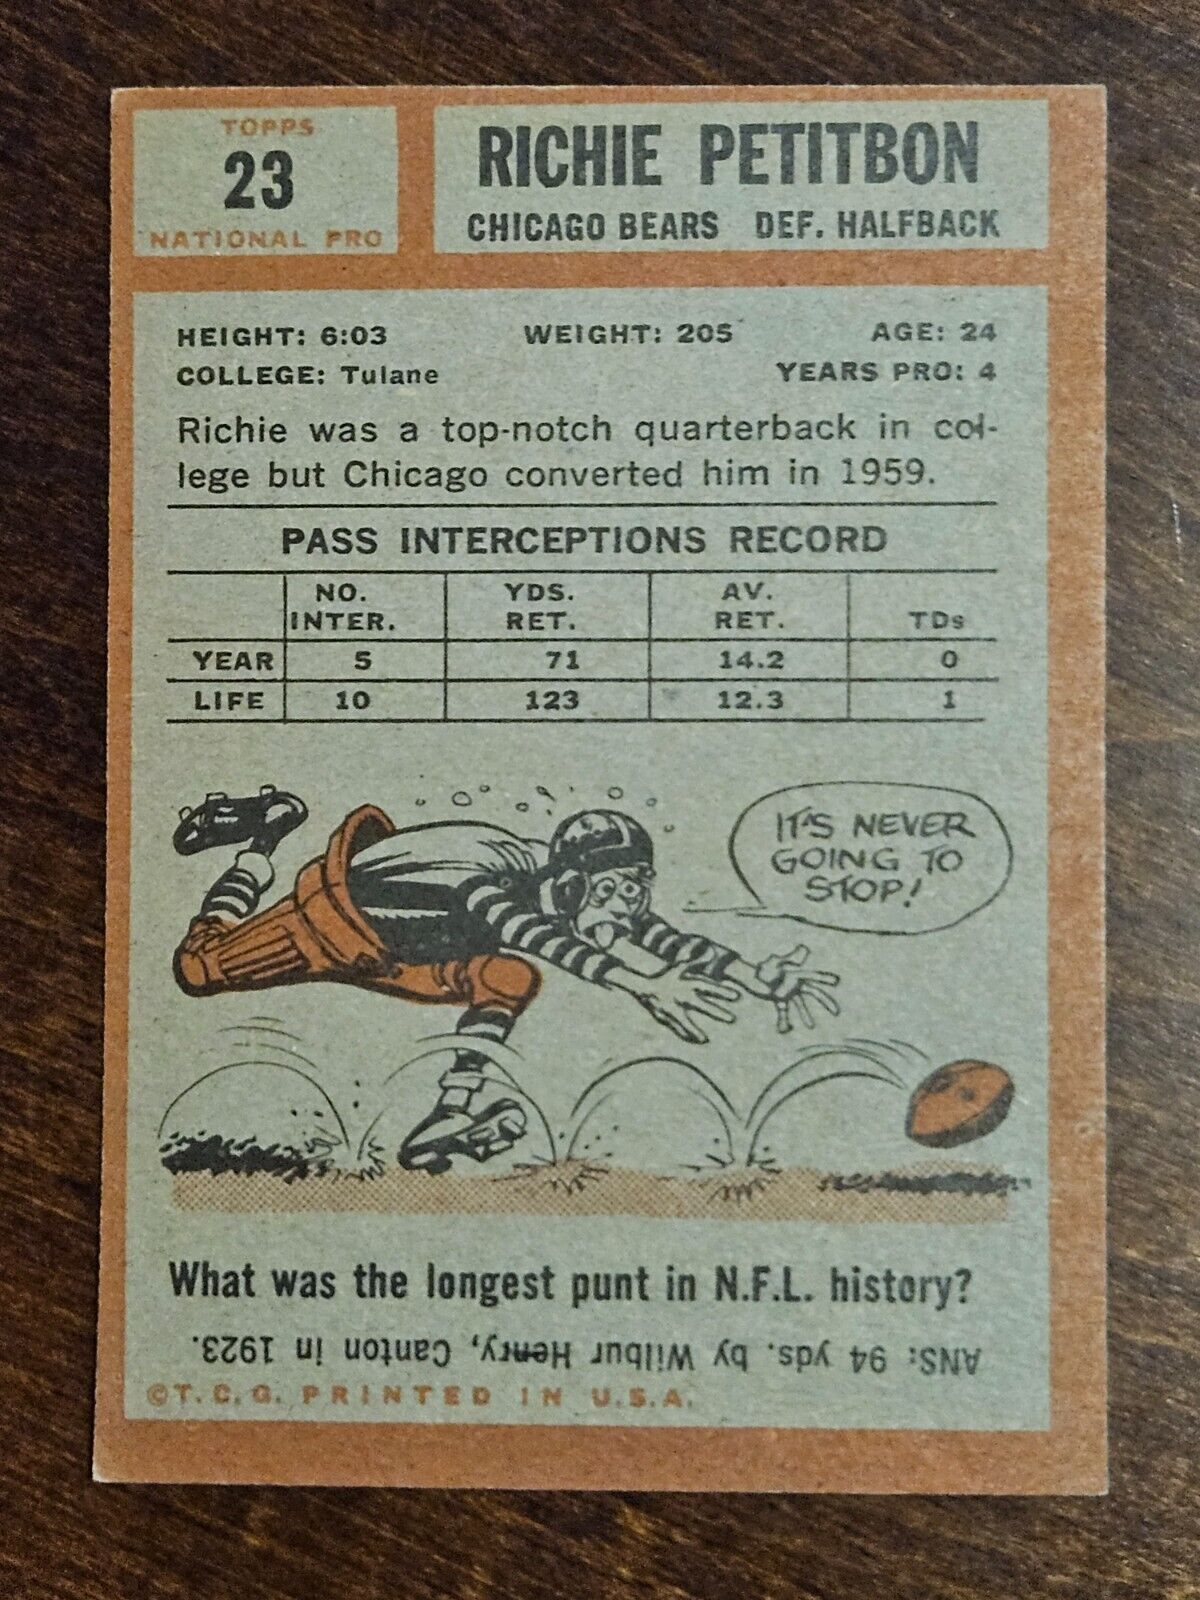 TOPPS
23
NATIONAL PRO
RICHIE PETITBON
CHICAGO BEARS DEF. HALFBACK
HEIGHT: 6:03 WEIGHT: 205 AGE: 24
COLLEGE: Tulane YEARS PRO: 4
Richie was a top-notch quarterback in col-
lege but Chicago converted him in 1959.
PASS INTERCEPTIONS RECORD
NO. INTER. YDS. RET. AV. RET. TDs
YEAR 5 71 14.2 0
LIFE 10 123 12.3 1
IT'S NEVER
GOING TO
STOP!
What was the longest punt in N.F.L. history?
ANS: 94 yds. by Wilbur Henry, Canton in 1923.
©T.C.G. PRINTED IN U.S.A.